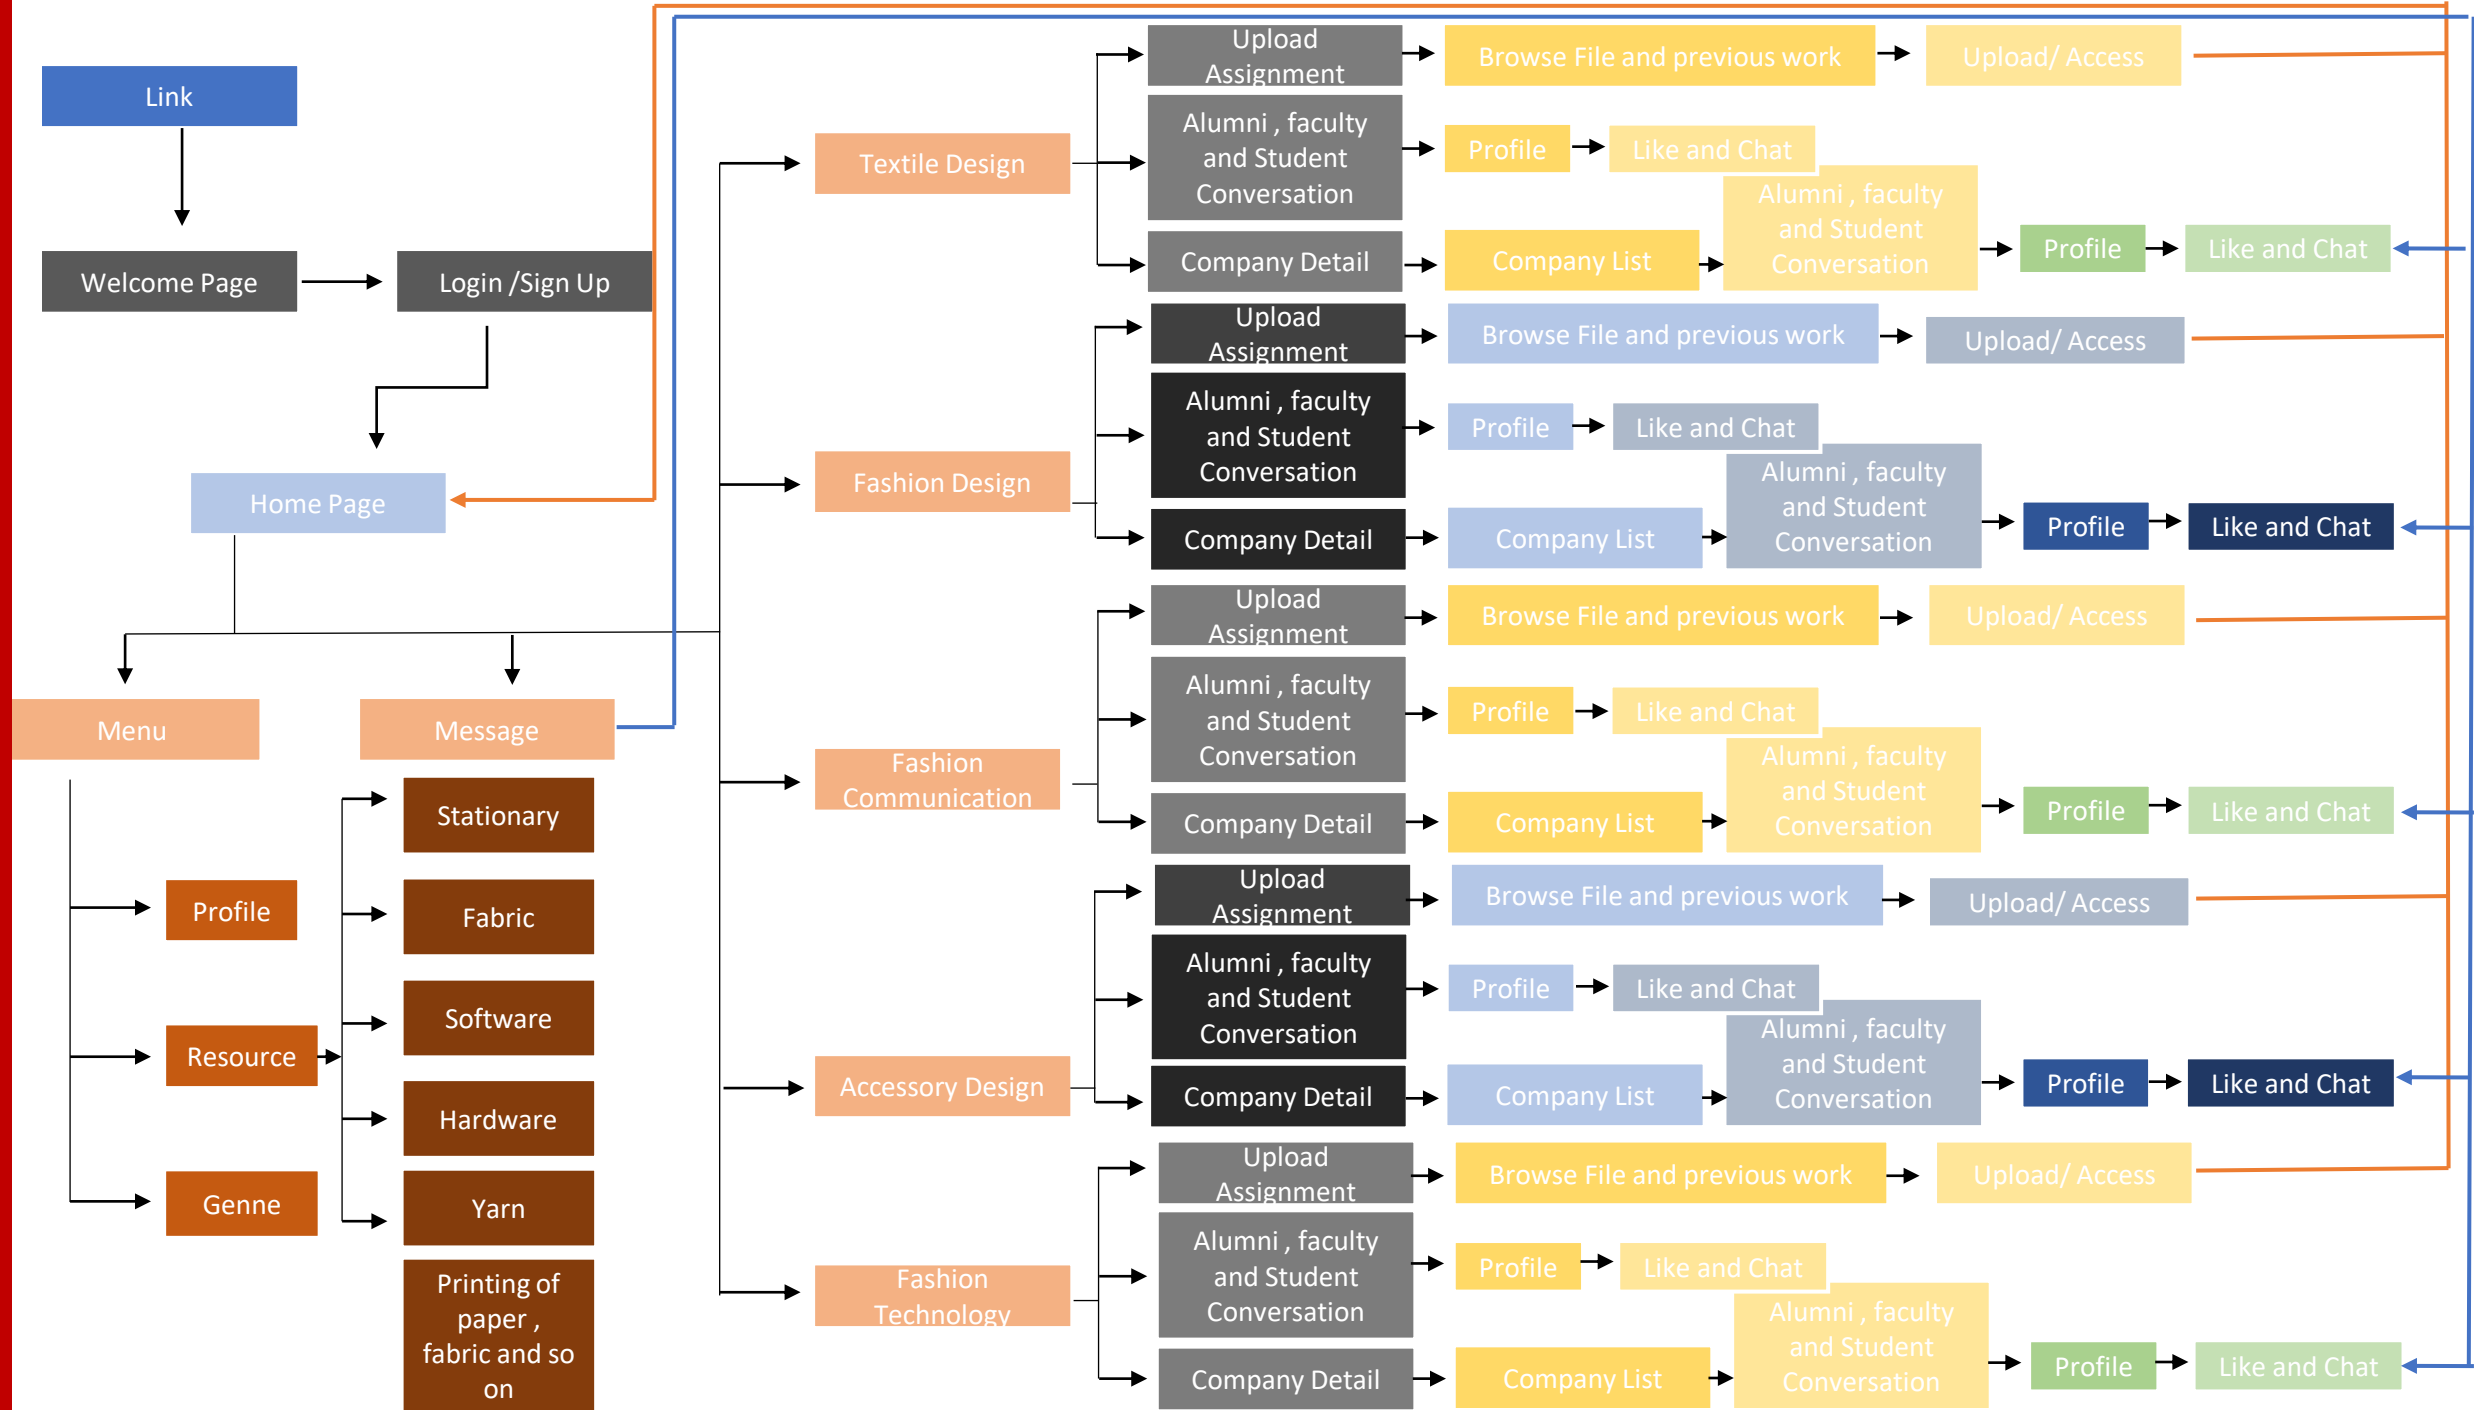 Link
Welcome Page
Login /Sign Up
Home Page
Menu
Message
Profile
Resource
Genne
Stationary
Fabric
Software
Hardware
Yarn
Printing of
paper ,
fabric and so
on
Textile Design
Upload
Assignment
Browse File and previous work
Upload/ Access
Alumni , faculty
and Student
Conversation
Profile
Like and Chat
Company Detail
Company List
Alumni , faculty
and Student
Conversation
Profile
Like and Chat
Fashion Design
Upload
Assignment
Browse File and previous work
Upload/ Access
Alumni , faculty
and Student
Conversation
Profile
Like and Chat
Company Detail
Company List
Alumni , faculty
and Student
Conversation
Profile
Like and Chat
Fashion
Communication
Upload
Assignment
Browse File and previous work
Upload/ Access
Alumni , faculty
and Student
Conversation
Profile
Like and Chat
Company Detail
Company List
Alumni , faculty
and Student
Conversation
Profile
Like and Chat
Accessory Design
Upload
Assignment
Browse File and previous work
Upload/ Access
Alumni , faculty
and Student
Conversation
Profile
Like and Chat
Company Detail
Company List
Alumni , faculty
and Student
Conversation
Profile
Like and Chat
Fashion
Technology
Upload
Assignment
Browse File and previous work
Upload/ Access
Alumni , faculty
and Student
Conversation
Profile
Like and Chat
Company Detail
Company List
Alumni , faculty
and Student
Conversation
Profile
Like and Chat